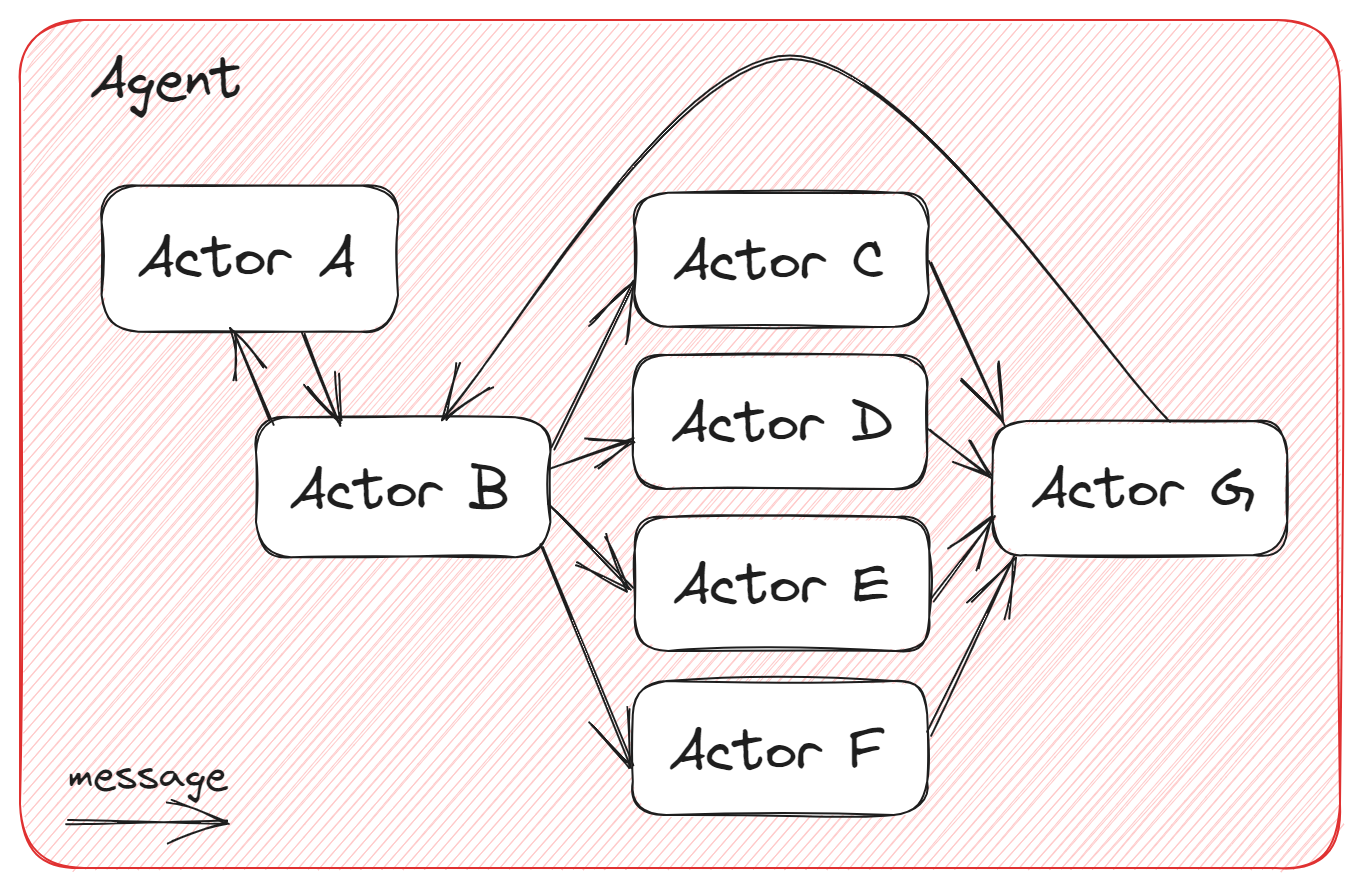 Agent
Actor A
Actor B
Actor C
Actor D
Actor E
Actor F
Actor G
message